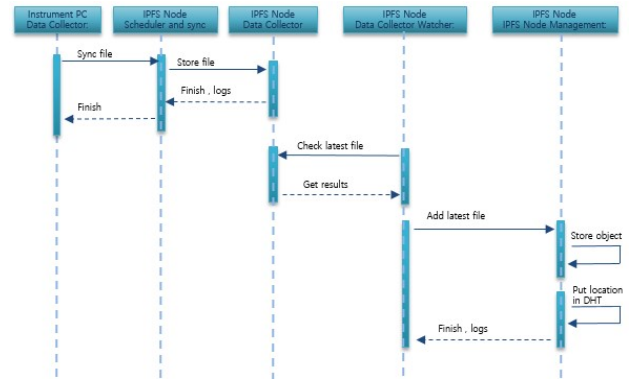 Instrument PC
Data Collector:
IPFS Node
Scheduler and sync
IPFS Node
Data Collector
IPFS Node
Data Collector Watcher:
IPFS Node
IPFS Node Management:
Sync file
Store file
Finish , logs
Finish
Check latest file
Get results
Add latest file
Store object
Put location
in DHT
Finish , logs